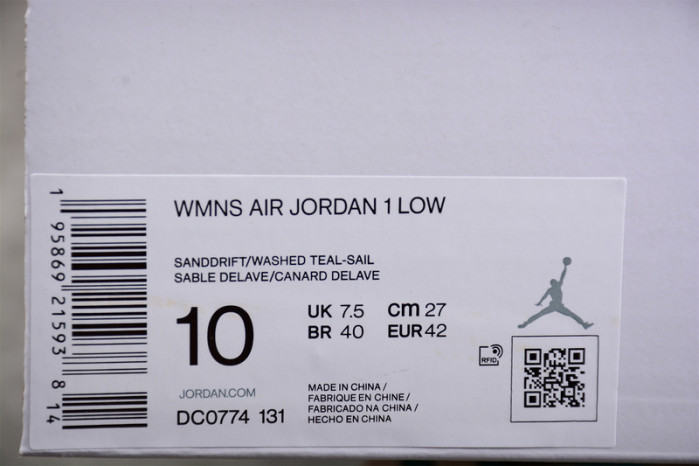 WMNS AIR JORDAN 1 LOW
SANDDRIFT/WASHED TEAL-SAIL
SABLE DELAVE/CANARD DELAVE
10
UK 7.5 cm 27
BR 40 EUR 42
RFID
JORDAN.COM
DC0774 131
MADE IN CHINA /
FABRIQUE EN CHINE /
FABRICADO NA CHINA /
HECHO EN CHINA
1 95869 21593 8 14